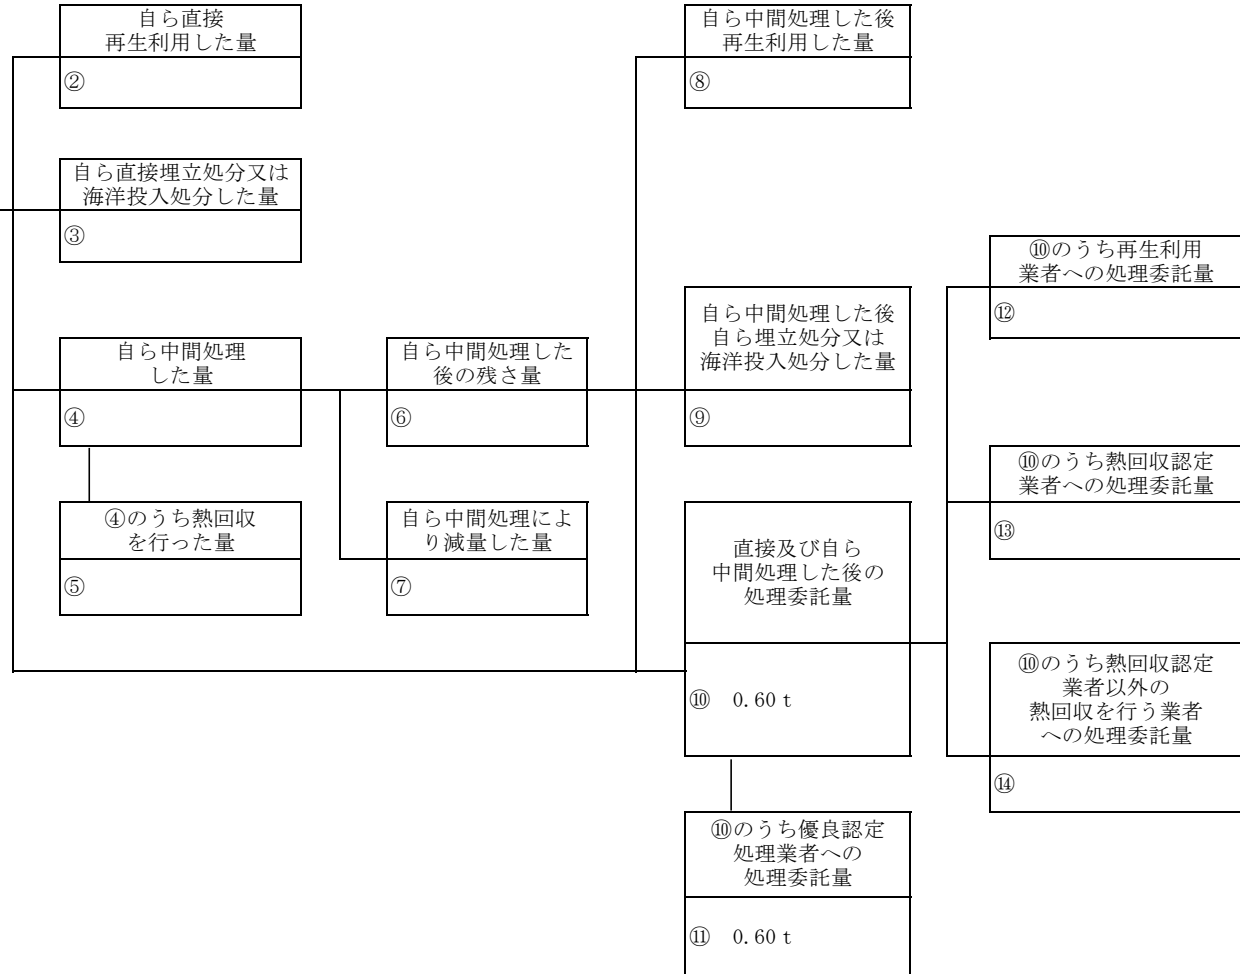 自ら直接
再生利用した量
②
自ら直接埋立処分又は
海洋投入処分した量
③
自ら中間処理
した量
④
④のうち熱回収
を行った量
⑤
自ら中間処理した
後の残さ量
⑥
自ら中間処理によ
り減量した量
⑦
自ら中間処理した後
再生利用した量
⑧
自ら中間処理した後
自ら埋立処分又は
海洋投入処分した量
⑨
直接及び自ら
中間処理した後の
処理委託量
⑩ 0.60 t
⑩のうち優良認定
処理業者への
処理委託量
⑪ 0.60 t
⑩のうち再生利用
業者への処理委託量
⑫
⑩のうち熱回収認定
業者への処理委託量
⑬
⑩のうち熱回収認定
業者以外の
熱回収を行う業者
への処理委託量
⑭